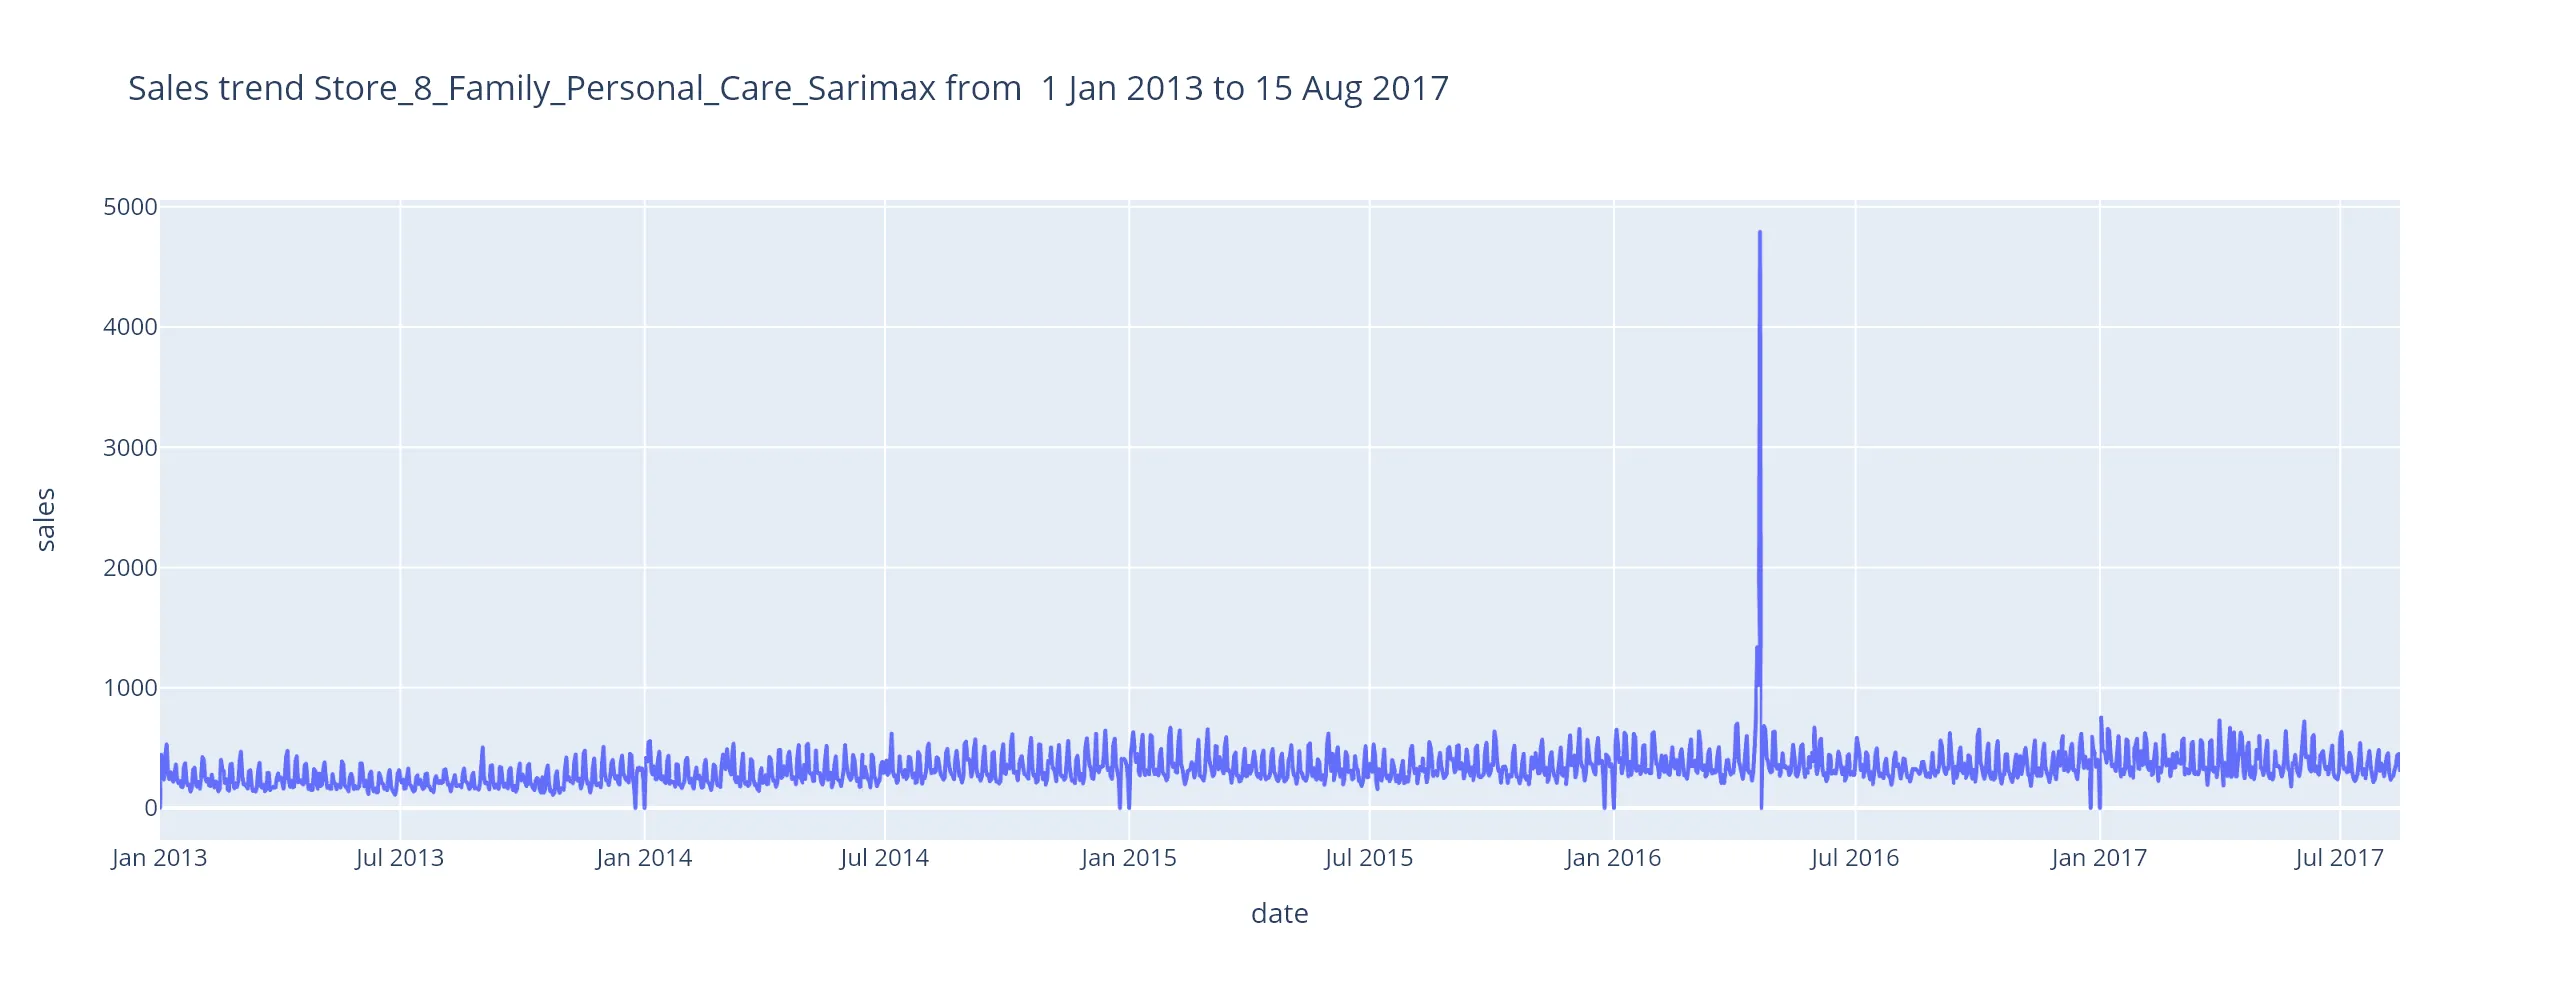 Sales trend Store_8_Family_Personal_Care_Sarimax from  1 Jan 2013 to 15 Aug 2017
5000
4000
3000
2000
1000
0
sales
Jan 2013 Jul 2013 Jan 2014 Jul 2014 Jan 2015 Jul 2015 Jan 2016 Jul 2016 Jan 2017 Jul 2017
date